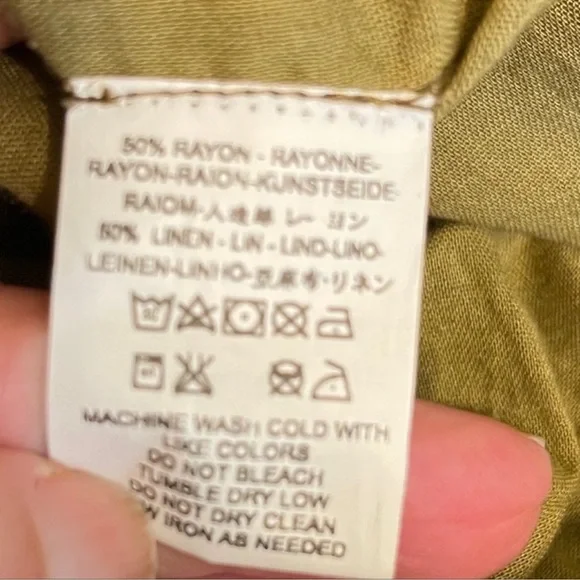 50% RAYON - RAYONNE-
RAYON-RAION-KUNSTSEIDE-
RAIOM-人造絲 レーヨン
50% LINEN - LIN - LINO-LINO-
LEINEN-LINHO-亚麻布-リネン
MACHINE WASH COLD WITH
LIKE COLORS
DO NOT BLEACH
TUMBLE DRY LOW
DO NOT DRY CLEAN
IRON AS NEEDED